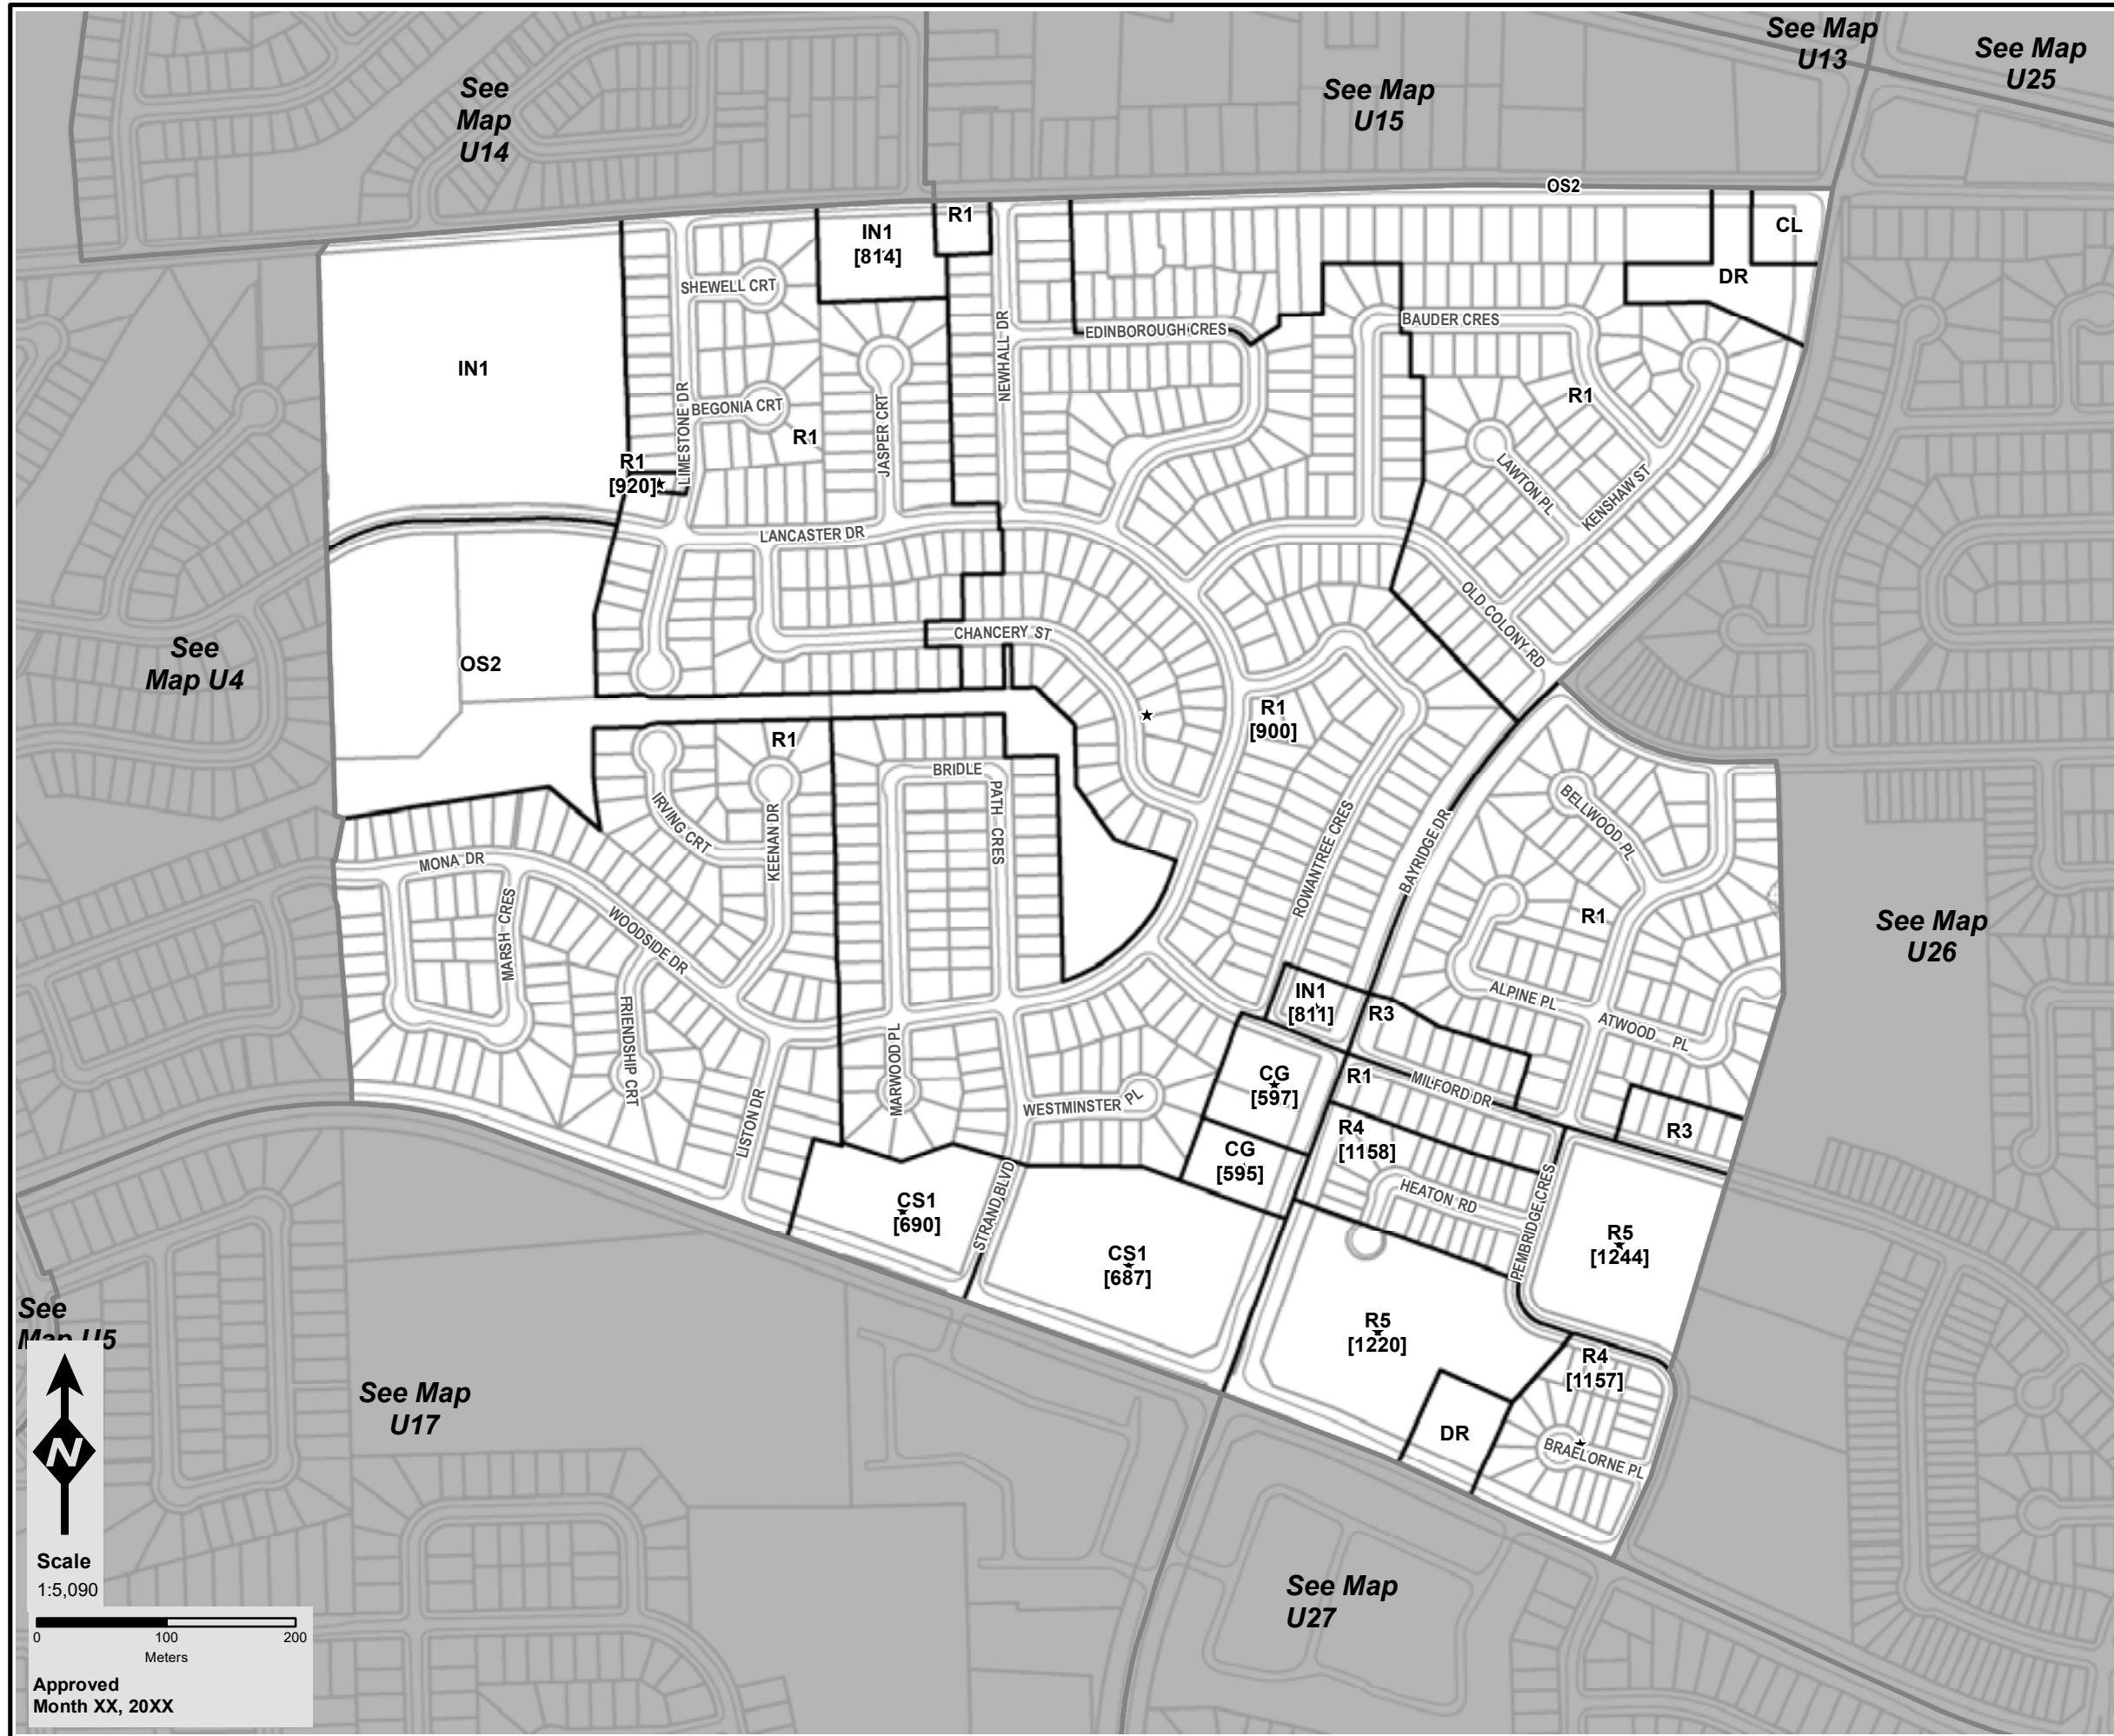 See Map
U13
See Map
U25
See
Map
U14
See Map
U15
OS2
R1
CL
IN1
[814]
DR
SHEWELL CRT
NEWHALL DR
EDINBOROUGH CRES
BAUDER CRES
IN1
LIMESTONE DR
BEGONIA CRT
JASPER CRT
R1
R1
R1
[920]
LAWTON PL
KENSHAW ST
LANCASTER DR
OLD COLONY RD
CHANCERY ST
See
Map U4
OS2
R1
[900]
R1
BRIDLE
PATH CRES
IRVING CRT
KEENAN DR
ROWANTREE CRES
BAYRIDGE DR
BELLWOOD PL
MONA DR
MARSH CRES
WOODSIDE DR
R1
See Map
U26
FRIENDSHIP CRT
IN1
[811]
R3
ALPINE PL
ATWOOD PL
MARWOOD PL
LISTON DR
WESTMINSTER PL
CG
[597]
R1
MILFORD DR
R3
R4
[1158]
CG
[595]
HEATON RD
PEMBRIDGE CRES
STRAND BLVD
CS1
[690]
CS1
[687]
R5
[1244]
R5
[1220]
R4
[1157]
DR
BRAELORNE PL
See
Map U5
See Map
U17
See Map
U27
N
Scale
1:5,090
0 100 200
Meters
Approved
Month XX, 20XX